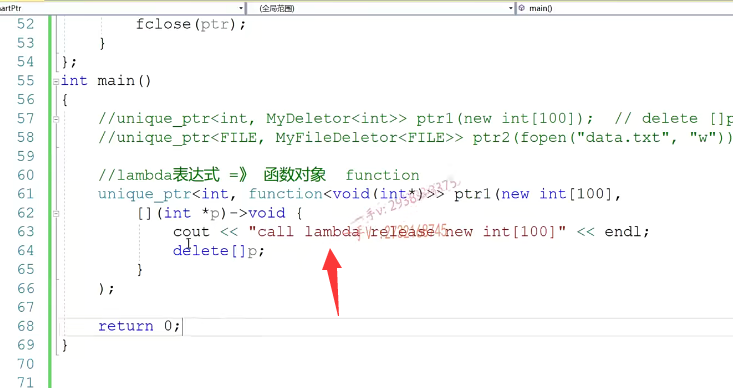 artPtr (全局范围) main()
52 fclose(ptr);
53 }
54 };
55 int main()
56 {
57 //unique_ptr<int, MyDeletor<int>> ptr1(new int[100]); // delete []p
58 //unique_ptr<FILE, MyFileDeletor<FILE>> ptr2(fopen("data.txt", "w"))
59
60 //lambda表达式 =》 函数对象 function
61 unique_ptr<int, function<void(int*)>> ptr1(new int[100],
62 [](int *p)->void {
63 cout << "call lambda release new int[100]" << endl;
64 delete[]p;
65 }
66 );
67
68 return 0;
69 }
70
71